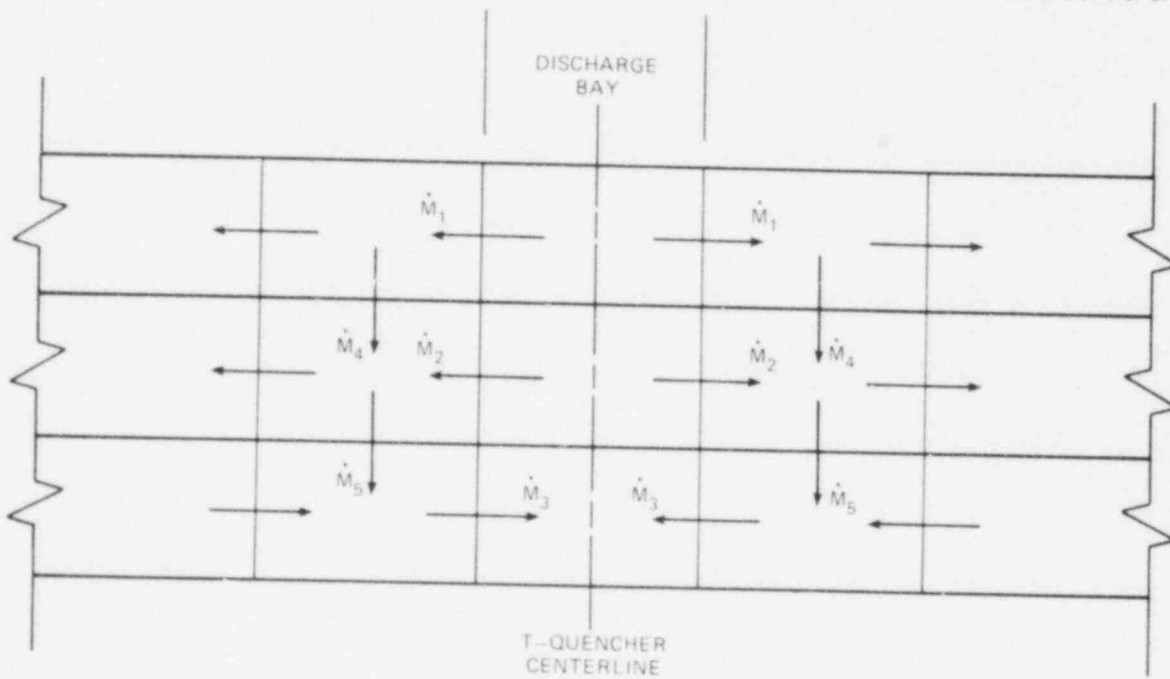 DISCHARGE
BAY
Ṁ₁ Ṁ₁
Ṁ₄ Ṁ₂ Ṁ₂ Ṁ₄
Ṁ₅ Ṁ₃ Ṁ₃ Ṁ₅
T-QUENCHER
CENTERLINE